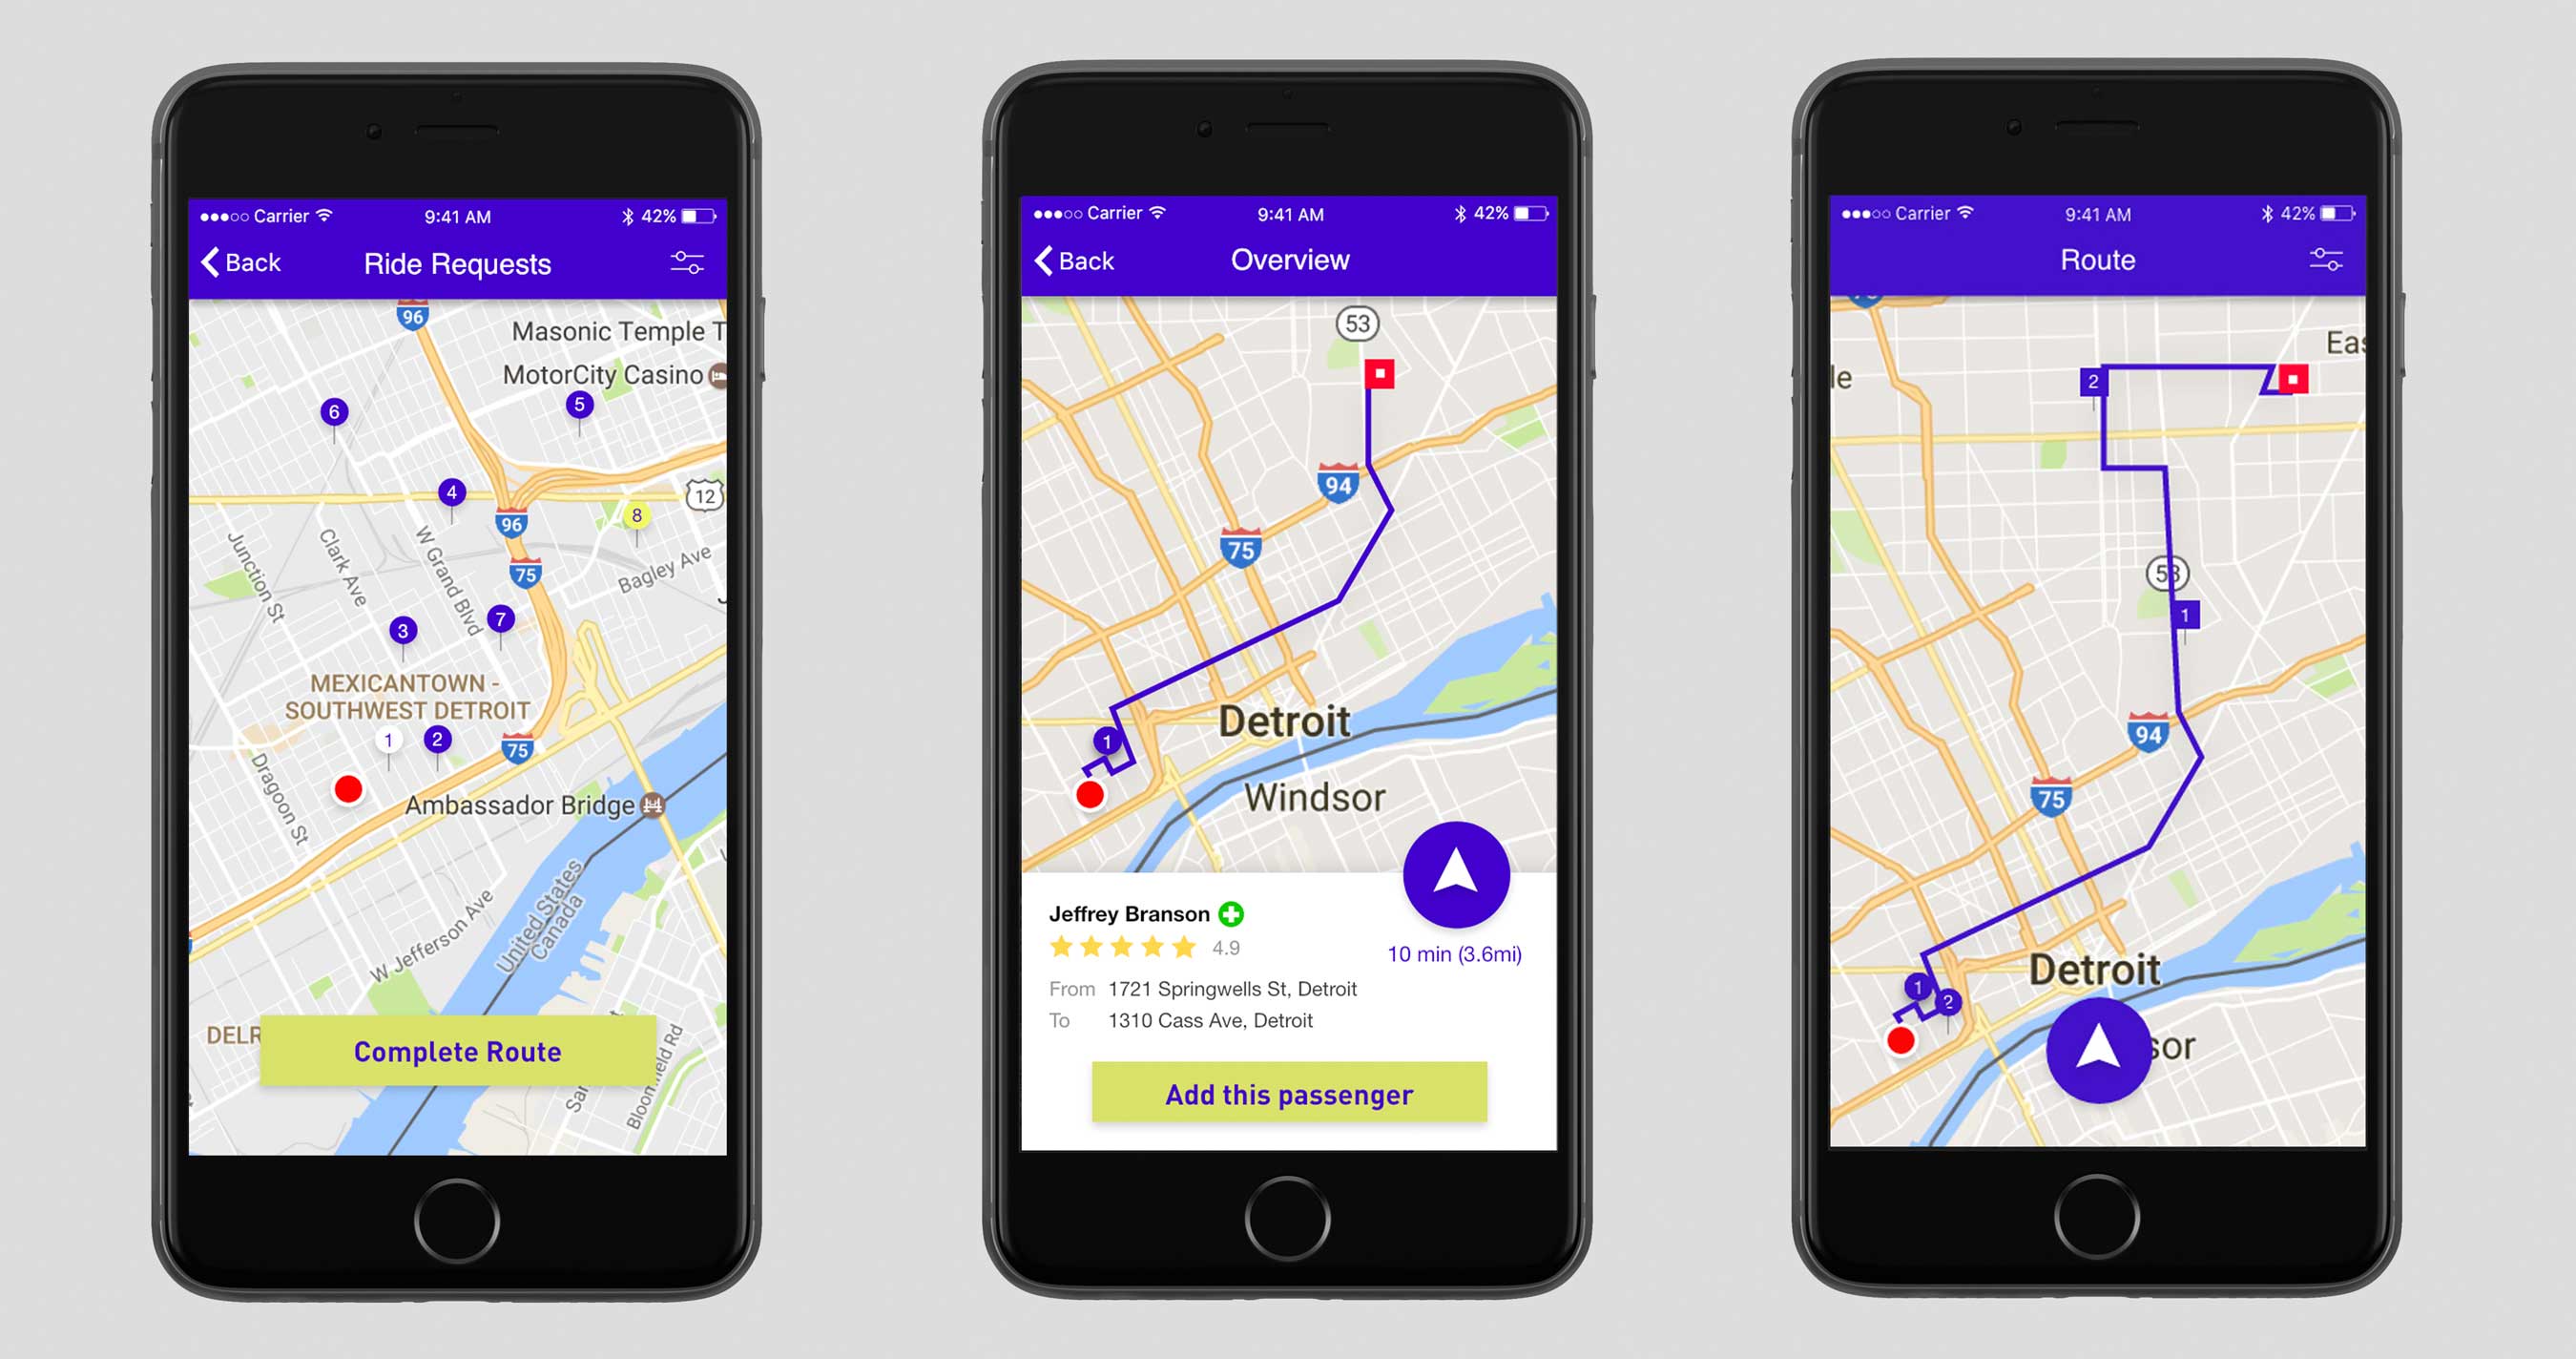 Carrier 9:41 AM 42%
Back Ride Requests
96
Masonic Temple T
MotorCity Casino
5
6
4
12
96
8
Junction St
Clark Ave
W Grand Blvd
75
Bagley Ave
7
3
MEXICANTOWN -
SOUTHWEST DETROIT
1
2
75
Dragoon St
Ambassador Bridge
W Jefferson Ave
United States
Canada
DELR
Complete Route
Bloomfield Rd
Carrier 9:41 AM 42%
Back Overview
53
94
75
Detroit
1
Windsor
Jeffrey Branson
4.9
10 min (3.6mi)
From 1721 Springwells St, Detroit
To 1310 Cass Ave, Detroit
Add this passenger
Carrier 9:41 AM 42%
Route
Eas
le
2
53
1
94
75
Detroit
1
2
sor